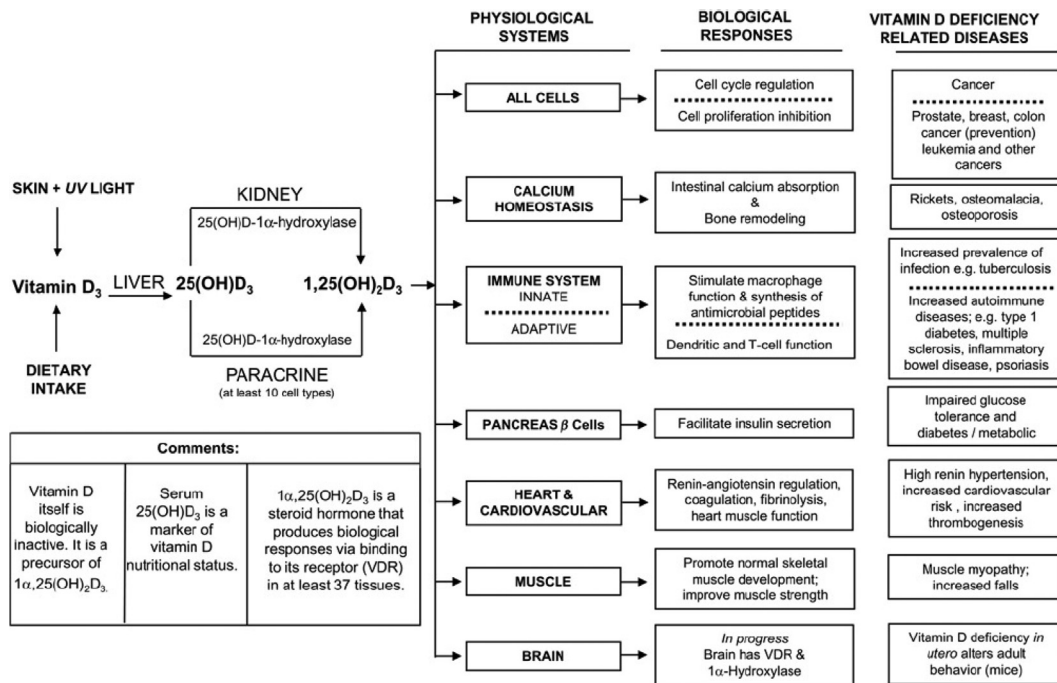 PHYSIOLOGICAL
SYSTEMS
BIOLOGICAL
RESPONSES
VITAMIN D DEFICIENCY
RELATED DISEASES
SKIN + UV LIGHT
Vitamin D₃
DIETARY
INTAKE
LIVER
KIDNEY
25(OH)D-1α-hydroxylase
25(OH)D₃
1,25(OH)₂D₃
25(OH)D-1α-hydroxylase
PARACRINE
(at least 10 cell types)
ALL CELLS
Cell cycle regulation
Cell proliferation inhibition
Cancer
Prostate, breast, colon
cancer (prevention)
leukemia and other
cancers
CALCIUM
HOMEOSTASIS
Intestinal calcium absorption
&
Bone remodeling
Rickets, osteomalacia,
osteoporosis
IMMUNE SYSTEM
INNATE
ADAPTIVE
Stimulate macrophage
function & synthesis of
antimicrobial peptides
Dendritic and T-cell function
Increased prevalence of
infection e.g. tuberculosis
Increased autoimmune
diseases; e.g. type 1
diabetes, multiple
sclerosis, inflammatory
bowel disease, psoriasis
PANCREAS β Cells
Facilitate insulin secretion
Impaired glucose
tolerance and
diabetes / metabolic
HEART &
CARDIOVASCULAR
Renin-angiotensin regulation,
coagulation, fibrinolysis,
heart muscle function
High renin hypertension,
increased cardiovascular
risk , increased
thrombogenesis
MUSCLE
Promote normal skeletal
muscle development;
improve muscle strength
Muscle myopathy;
increased falls
BRAIN
In progress
Brain has VDR &
1α-Hydroxylase
Vitamin D deficiency in
utero alters adult
behavior (mice)
Comments:
Vitamin D
itself is
biologically
inactive. It is a
precursor of
1α,25(OH)₂D₃.
Serum
25(OH)D₃ is a
marker of
vitamin D
nutritional status.
1α,25(OH)₂D₃ is a
steroid hormone that
produces biological
responses via binding
to its receptor (VDR)
in at least 37 tissues.